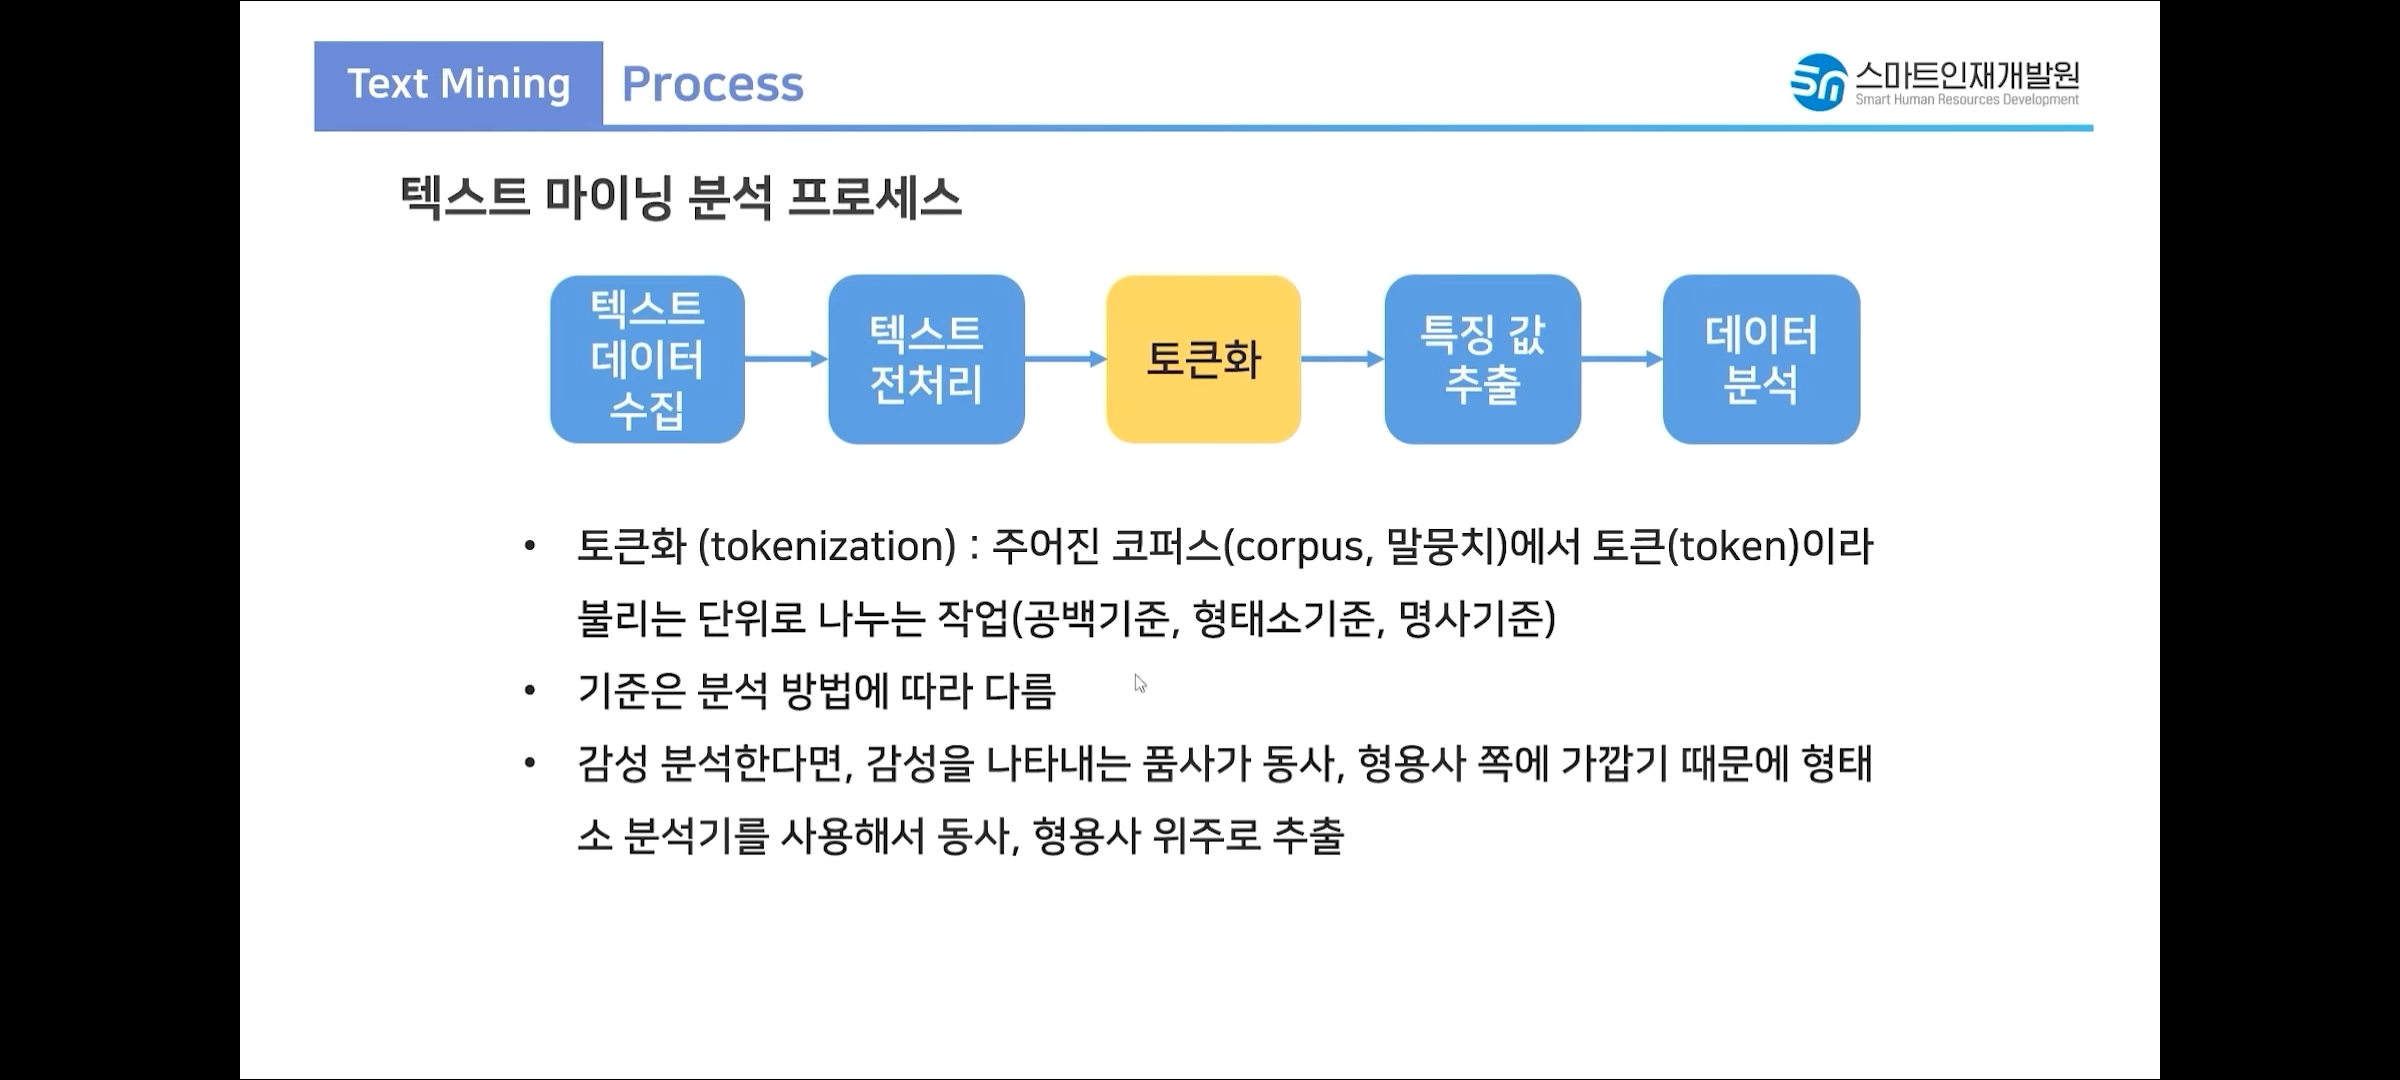 Text Mining
Process
스마트인재개발원
Smart Human Resources Development
텍스트 마이닝 분석 프로세스
텍스트
데이터
수집
텍스트
전처리
토큰화
특징 값
추출
데이터
분석
• 토큰화 (tokenization) : 주어진 코퍼스(corpus, 말뭉치)에서 토큰(token)이라
불리는 단위로 나누는 작업(공백기준, 형태소기준, 명사기준)
• 기준은 분석 방법에 따라 다름
• 감성 분석한다면, 감성을 나타내는 품사가 동사, 형용사 쪽에 가깝기 때문에 형태
소 분석기를 사용해서 동사, 형용사 위주로 추출